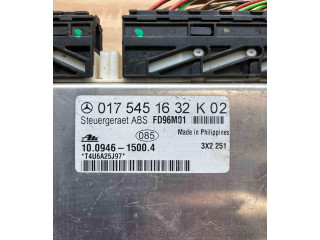 017 545 16 32 K 02
Steuergeraet ABS FD96M01
Ate 085 Made in Philippines
10.0946-1500.4 3X2 251
*T4U6A25J97*